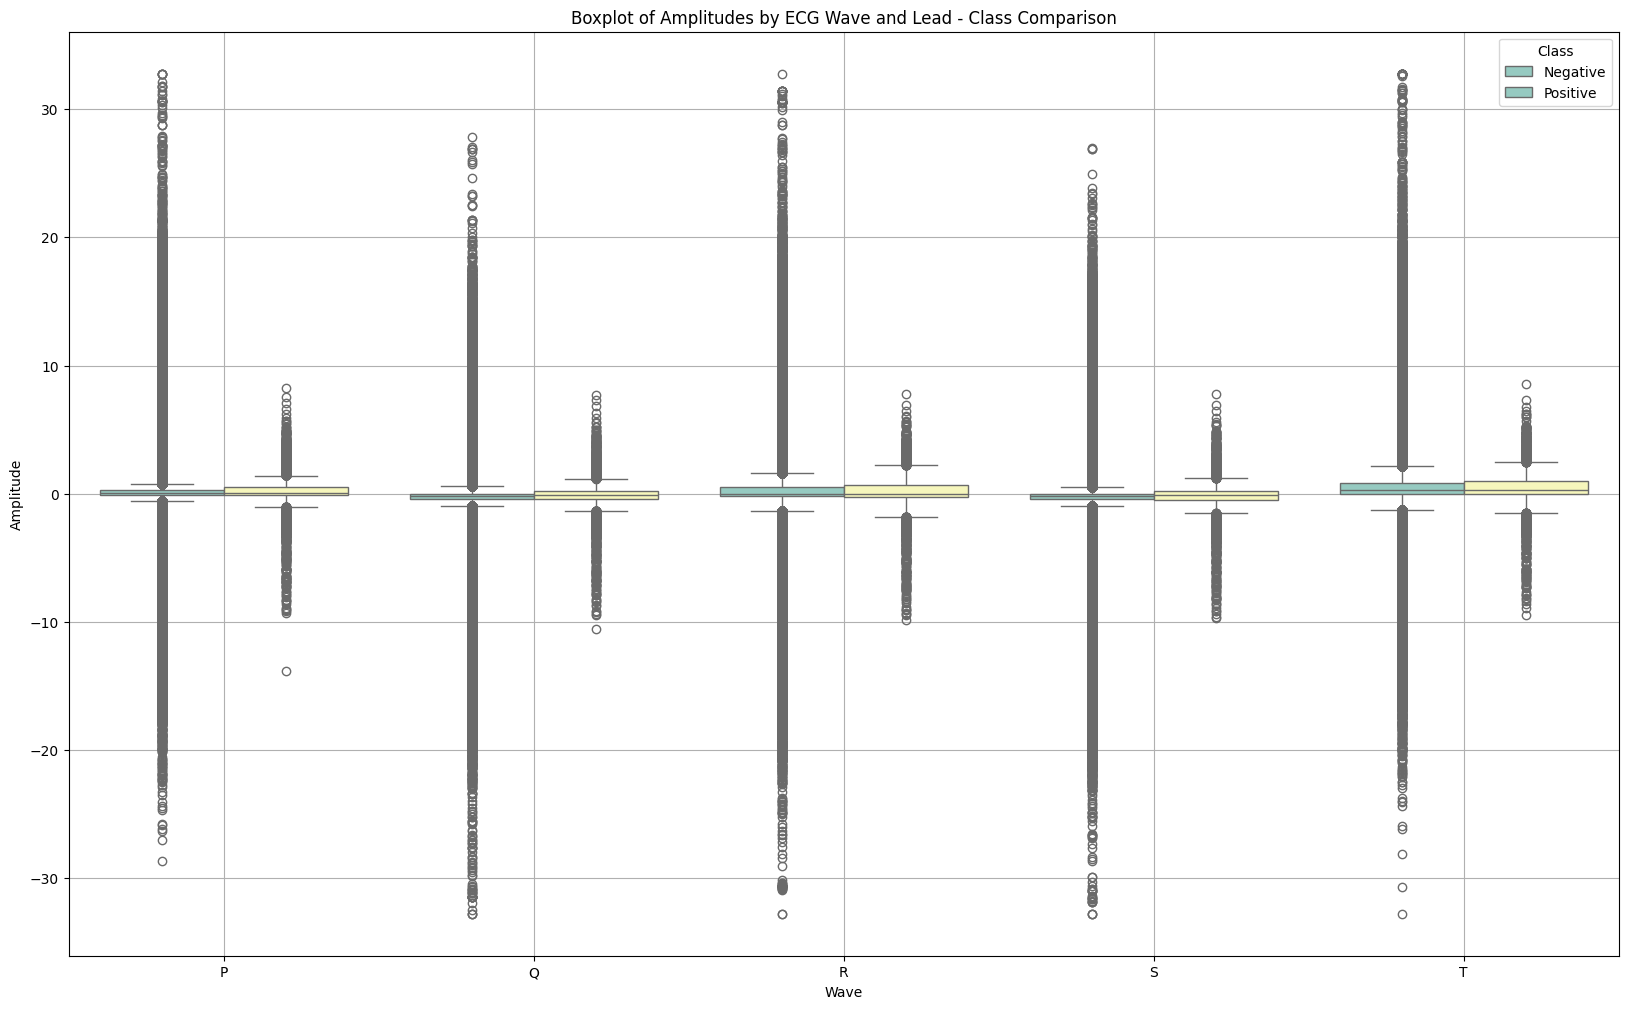 Boxplot of Amplitudes by ECG Wave and Lead - Class Comparison
Class
Negative
Positive
30
20
10
0
−10
−20
−30
Amplitude
P Q R S T
Wave